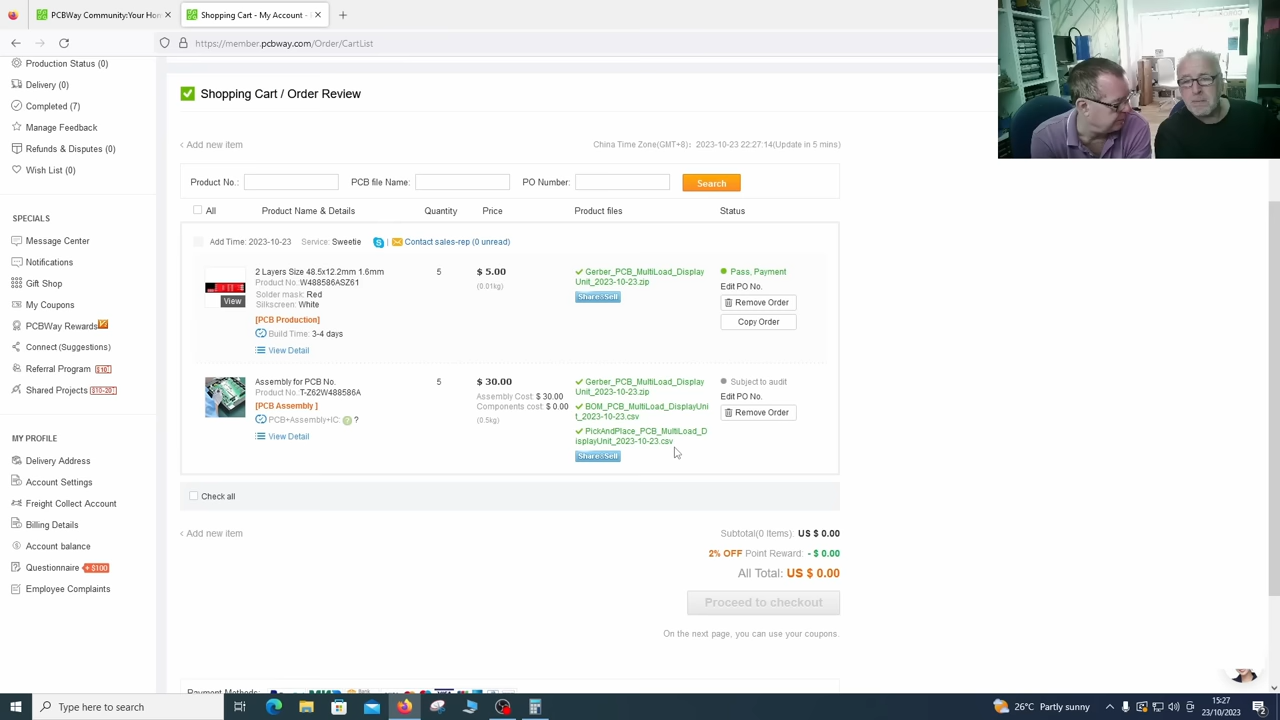 PCBWay Community:Your Hom
Shopping Cart - My Account -
https://member.pcbway.com/Order/CartList
Production Status (0)
Delivery (0)
Completed (7)
Manage Feedback
Refunds & Disputes (0)
Wish List (0)
SPECIALS
Message Center
Notifications
Gift Shop
My Coupons
PCBWay Rewards
Connect (Suggestions)
Referral Program
Shared Projects
MY PROFILE
Delivery Address
Account Settings
Freight Collect Account
Billing Details
Account balance
Questionnaire + $100
Employee Complaints
Shopping Cart / Order Review
< Add new item
China Time Zone(GMT+8): 2023-10-23 22:27:14(Update in 5 mins)
Product No.: PCB file Name: PO Number: Search
All Product Name & Details Quantity Price Product files Status
Add Time: 2023-10-23 Service: Sweetie | Contact sales-rep (0 unread)
View
2 Layers Size 48.5x12.2mm 1.6mm
Product No.:W488586ASZ61
Solder mask: Red
Silkscreen: White
[PCB Production]
Build Time: 3-4 days
View Detail
5
$ 5.00
(0.01kg)
Gerber_PCB_MultiLoad_Display
Unit_2023-10-23.zip
Share&Sell
Pass, Payment
Edit PO No.
Remove Order
Copy Order
Assembly for PCB No.
Product No.:T-Z62W488586A
[PCB Assembly ]
PCB+Assembly+IC: ? ?
View Detail
5
$ 30.00
Assembly Cost: $ 30.00
Components cost: $ 0.00
(0.5kg)
Gerber_PCB_MultiLoad_Display
Unit_2023-10-23.zip
BOM_PCB_MultiLoad_DisplayUni
t_2023-10-23.csv
PickAndPlace_PCB_MultiLoad_D
isplayUnit_2023-10-23.csv
Share&Sell
Subject to audit
Edit PO No.
Remove Order
Check all
< Add new item
Subtotal(0 Items): US $ 0.00
2% OFF Point Reward: - $ 0.00
All Total: US $ 0.00
Proceed to checkout
On the next page, you can use your coupons.
Type here to search
26°C Partly sunny
15:27
23/10/2023